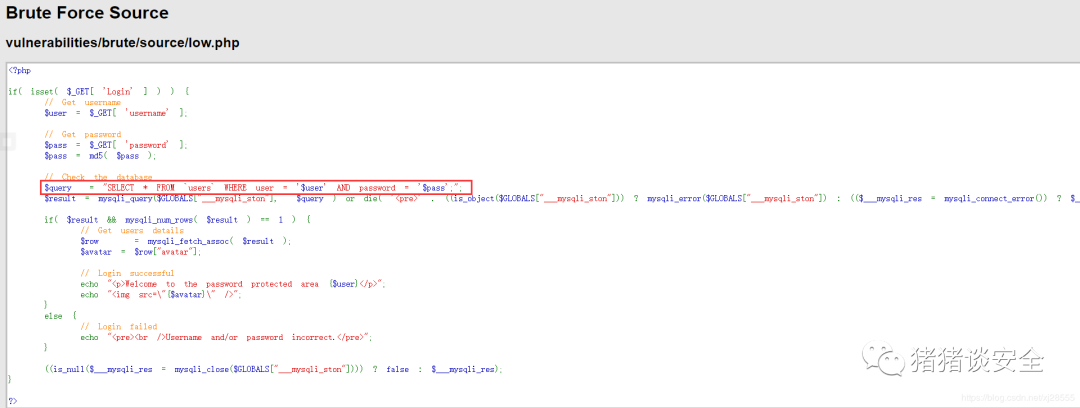 Brute Force Source
vulnerabilities/brute/source/low.php
<?php
if( isset( $_GET[ 'Login' ] ) ) {
// Get username
$user = $_GET[ 'username' ];
// Get password
$pass = $_GET[ 'password' ];
$pass = md5( $pass );
// Check the database
$query = "SELECT * FROM `users` WHERE user = '$user' AND password = '$pass';";
$result = mysqli_query($GLOBALS["___mysqli_ston"], $query ) or die( '<pre>' . ((is_object($GLOBALS["___mysqli_ston"])) ? mysqli_error($GLOBALS["___mysqli_ston"]) : (($___mysqli_res = mysqli_connect_error()) ? $_
if( $result && mysqli_num_rows( $result ) == 1 ) {
// Get users details
$row = mysqli_fetch_assoc( $result );
$avatar = $row["avatar"];
// Login successful
echo "<p>Welcome to the password protected area {$user}</p>";
echo "<img src=\"{$avatar}\" />";
}
else {
// Login failed
echo "<pre><br />Username and/or password incorrect.</pre>";
}
((is_null($___mysqli_res = mysqli_close($GLOBALS["___mysqli_ston"]))) ? false : $___mysqli_res);
}
?>
猪猪谈安全